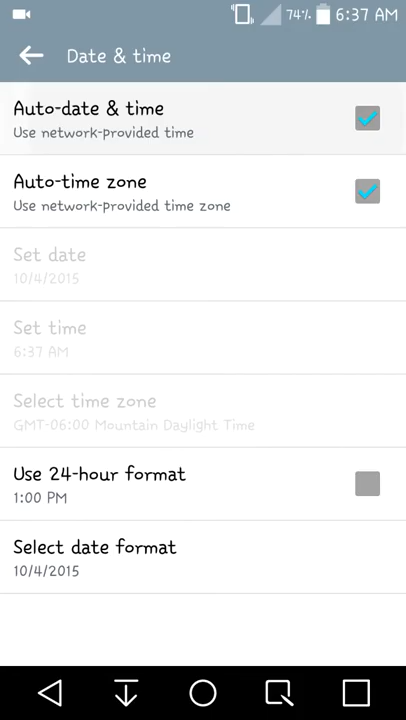 74% 6:37 AM
Date & time
Auto-date & time
Use network-provided time
Auto-time zone
Use network-provided time zone
Set date
10/4/2015
Set time
6:37 AM
Select time zone
GMT-06:00 Mountain Daylight Time
Use 24-hour format
1:00 PM
Select date format
10/4/2015